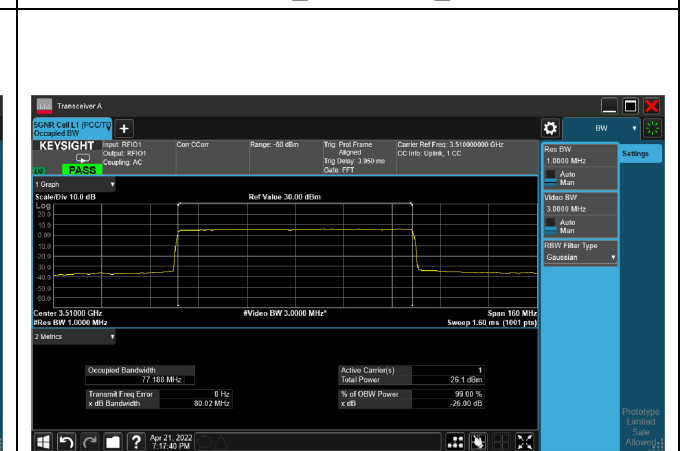 Transceiver A
5GNR Cell L1 (PCC/TD
Occupied BW
+
BW
KEYSIGHT
Input: RFIO1
Output: RFIO1
Coupling: AC
Corr CCorr
Range: -60 dBm
Trig: Prot Frame
Aligned
Trig Delay: 3.950 ms
Gate: FFT
Carrier Ref Freq: 3.510000000 GHz
CC Info: Uplink, 1 CC
PASS
Res BW
1.0000 MHz
Auto
Man
Settings
Video BW
3.0000 MHz
Auto
Man
RBW Filter Type
Gaussian
1 Graph
Scale/Div 10.0 dB
Ref Value 30.00 dBm
Log
20.0
10.0
0.00
-10.0
-20.0
-30.0
-40.0
-50.0
-60.0
Center 3.51000 GHz
#Video BW 3.0000 MHz*
Span 160 MHz
#Res BW 1.0000 MHz
Sweep 1.60 ms (1001 pts)
2 Metrics
Occupied Bandwidth
77.188 MHz
Active Carrier(s) 1
Total Power 26.1 dBm
Transmit Freq Error 0 Hz
x dB Bandwidth 80.02 MHz
% of OBW Power 99.00 %
x dB -26.00 dB
Prototype
Limited
Sale
Allowed
?
Apr 21, 2022
7:17:40 PM